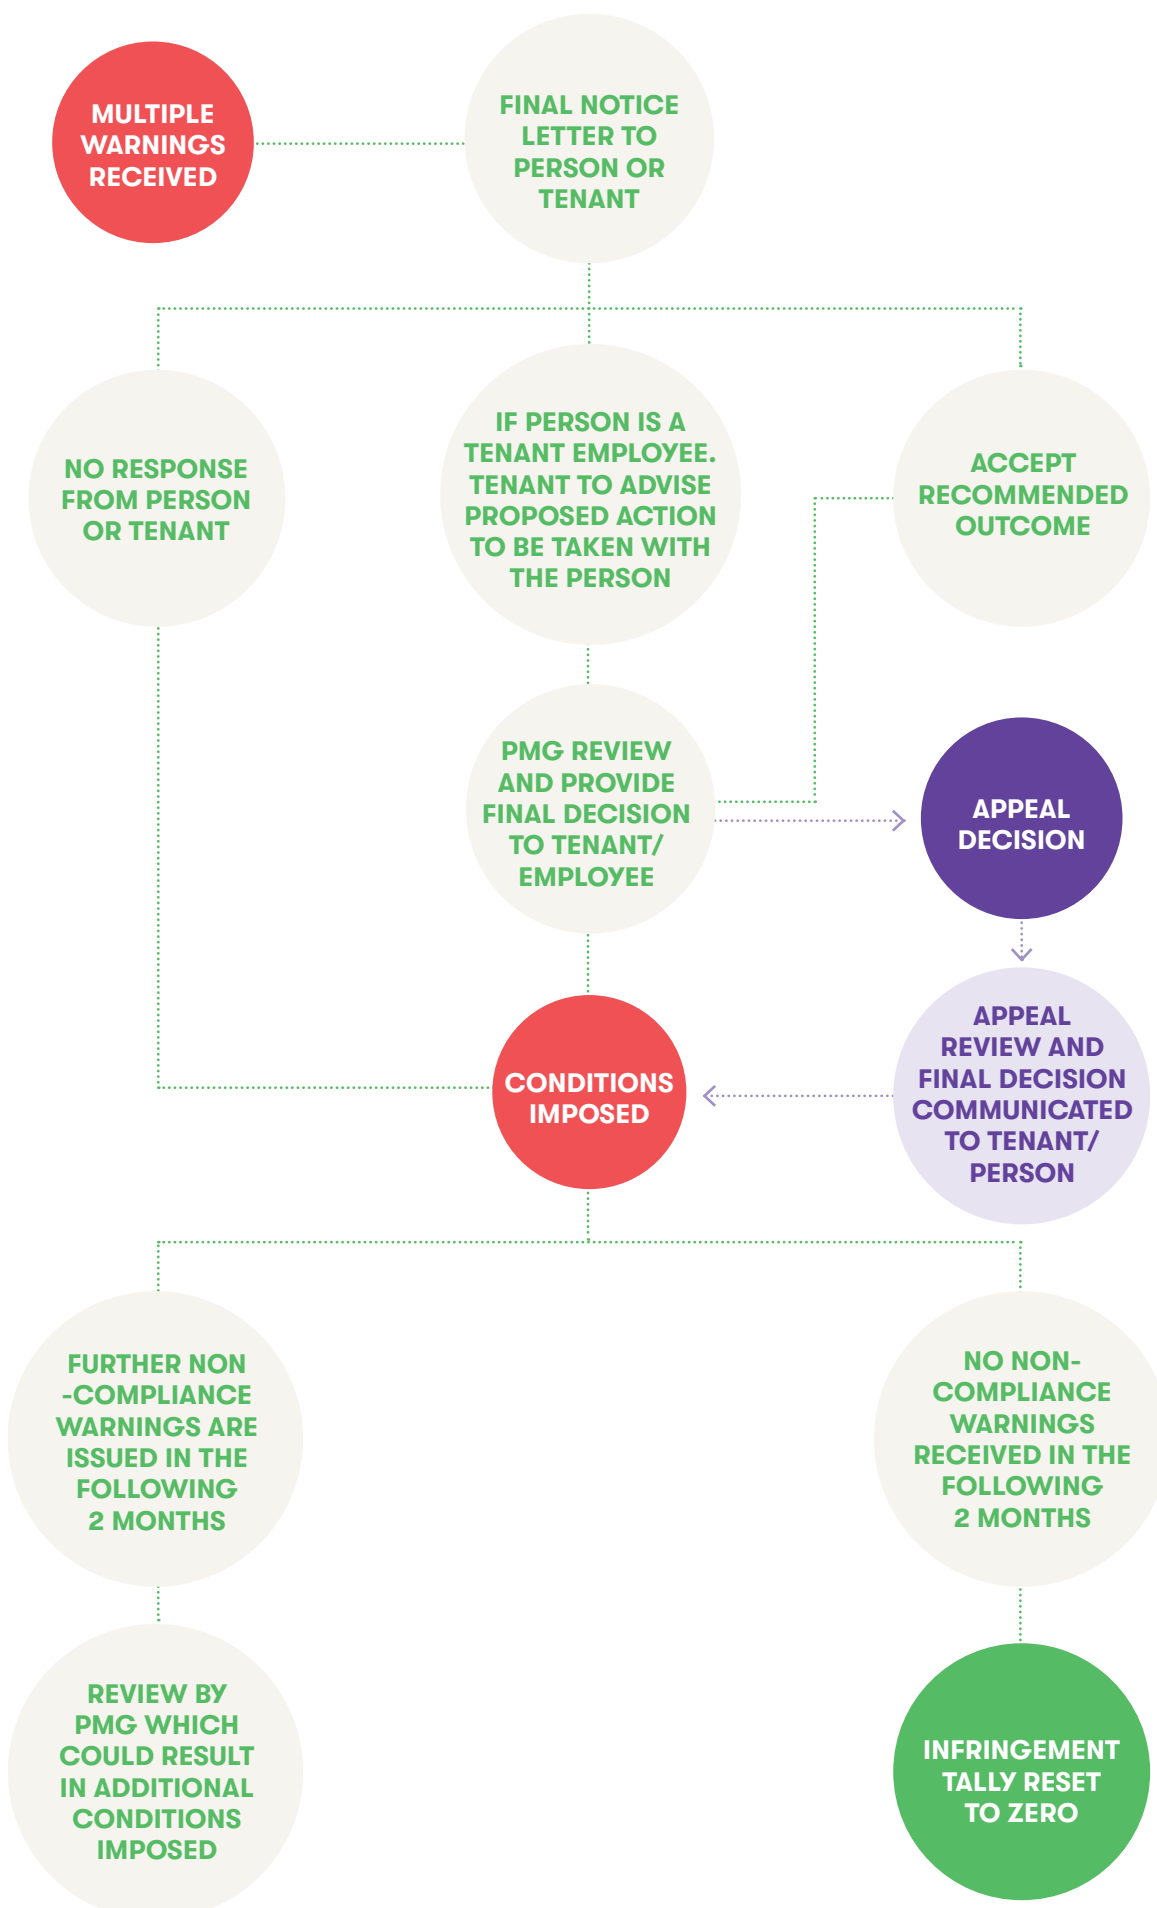 MULTIPLE
WARNINGS
RECEIVED
FINAL NOTICE
LETTER TO
PERSON OR
TENANT
NO RESPONSE
FROM PERSON
OR TENANT
IF PERSON IS A
TENANT EMPLOYEE.
TENANT TO ADVISE
PROPOSED ACTION
TO BE TAKEN WITH
THE PERSON
ACCEPT
RECOMMENDED
OUTCOME
PMG REVIEW
AND PROVIDE
FINAL DECISION
TO TENANT/
EMPLOYEE
APPEAL
DECISION
APPEAL
REVIEW AND
FINAL DECISION
COMMUNICATED
TO TENANT/
PERSON
CONDITIONS
IMPOSED
FURTHER NON
-COMPLIANCE
WARNINGS ARE
ISSUED IN THE
FOLLOWING
2 MONTHS
NO NON-
COMPLIANCE
WARNINGS
RECEIVED IN THE
FOLLOWING
2 MONTHS
REVIEW BY
PMG WHICH
COULD RESULT
IN ADDITIONAL
CONDITIONS
IMPOSED
INFRINGEMENT
TALLY RESET
TO ZERO